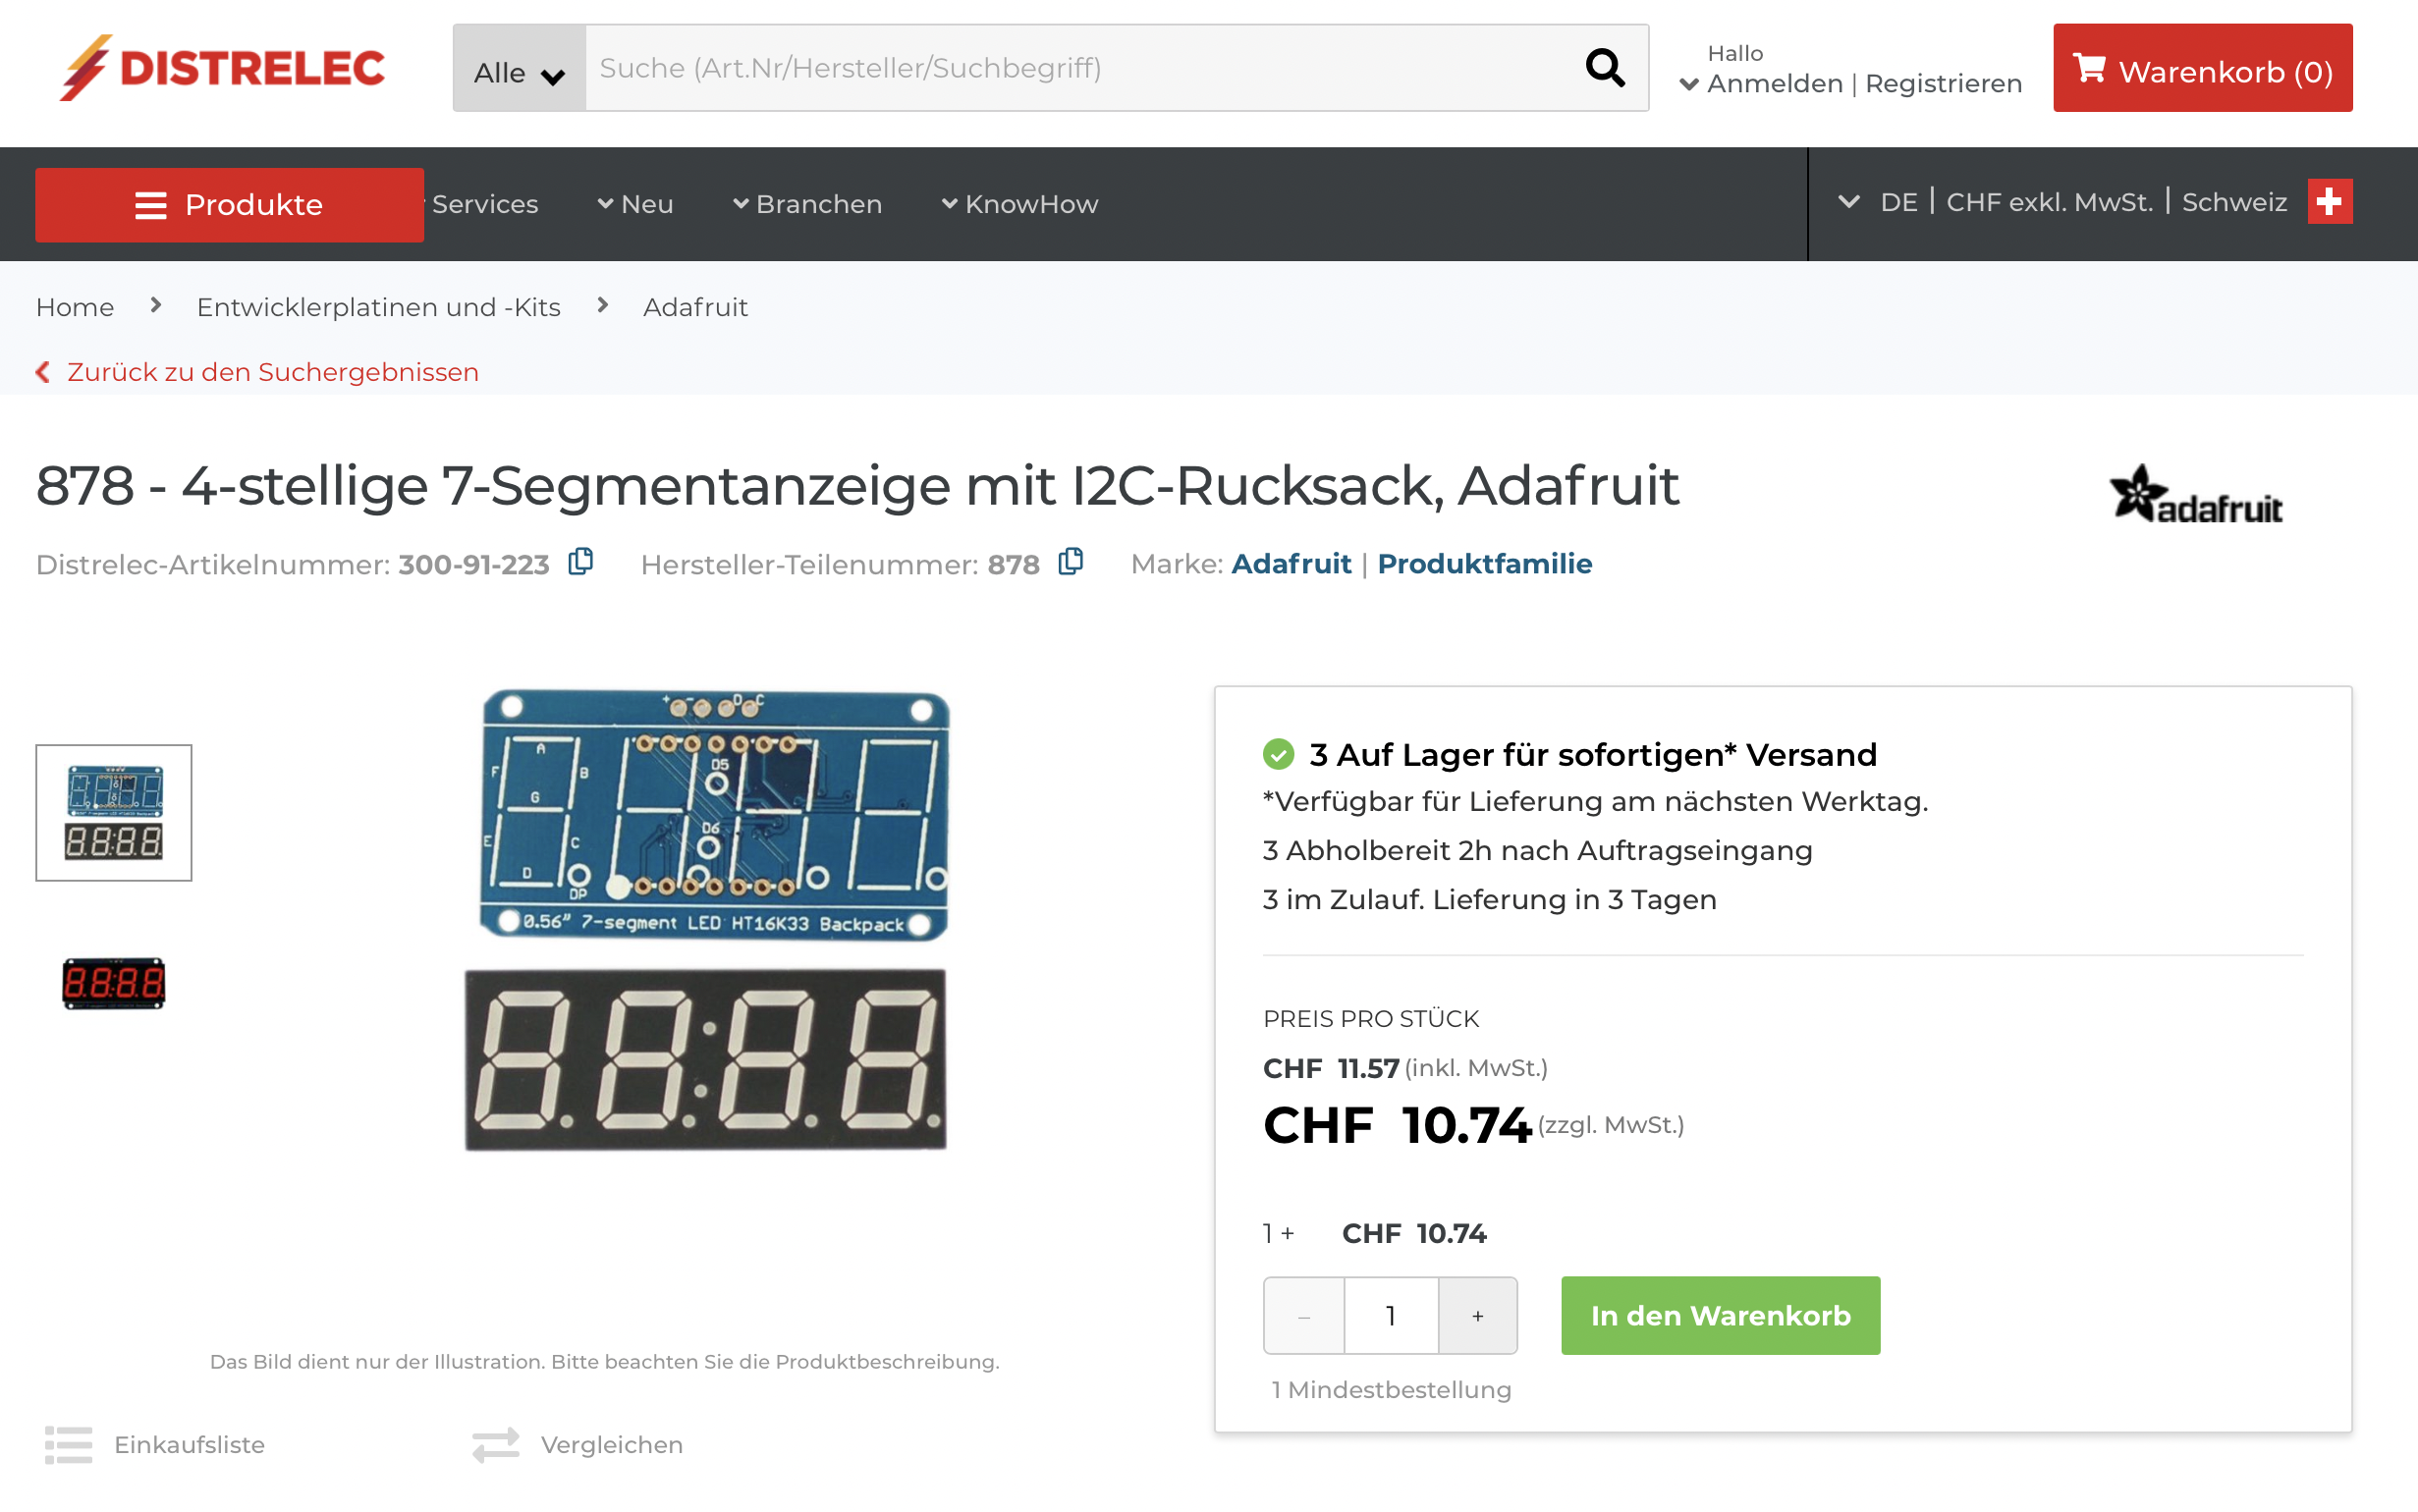 DISTRELEC
Alle
Suche (Art.Nr/Hersteller/Suchbegriff)
Hallo
Anmelden | Registrieren
Warenkorb (0)
Produkte
Services
Neu
Branchen
KnowHow
DE | CHF exkl. MwSt. | Schweiz
Home
Entwicklerplatinen und -Kits
Adafruit
Zurück zu den Suchergebnissen
878 - 4-stellige 7-Segmentanzeige mit I2C-Rucksack, Adafruit
adafruit
Distrelec-Artikelnummer: 300-91-223
Hersteller-Teilenummer: 878
Marke: Adafruit | Produktfamilie
+ - D C
A
F B
G
E C
D
DP
D5
D6
0.56" 7-segment LED HT16K33 Backpack
8.8:8.8.
3 Auf Lager für sofortigen* Versand
*Verfügbar für Lieferung am nächsten Werktag.
3 Abholbereit 2h nach Auftragseingang
3 im Zulauf. Lieferung in 3 Tagen
PREIS PRO STÜCK
CHF 11.57 (inkl. MwSt.)
CHF 10.74 (zzgl. MwSt.)
1 + CHF 10.74
– 1 +
In den Warenkorb
1 Mindestbestellung
Das Bild dient nur der Illustration. Bitte beachten Sie die Produktbeschreibung.
Einkaufsliste
Vergleichen